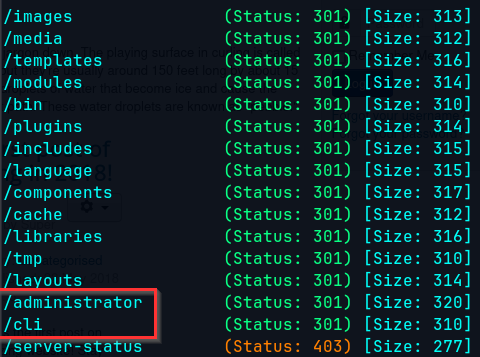 /images (Status: 301) [Size: 313]
/media (Status: 301) [Size: 312]
/templates (Status: 301) [Size: 316]
/modules (Status: 301) [Size: 314]
/bin (Status: 301) [Size: 310]
/plugins (Status: 301) [Size: 314]
/includes (Status: 301) [Size: 315]
/language (Status: 301) [Size: 315]
/components (Status: 301) [Size: 317]
/cache (Status: 301) [Size: 312]
/libraries (Status: 301) [Size: 316]
/tmp (Status: 301) [Size: 310]
/layouts (Status: 301) [Size: 314]
/administrator (Status: 301) [Size: 320]
/cli (Status: 301) [Size: 310]
/server-status (Status: 403) [Size: 277]